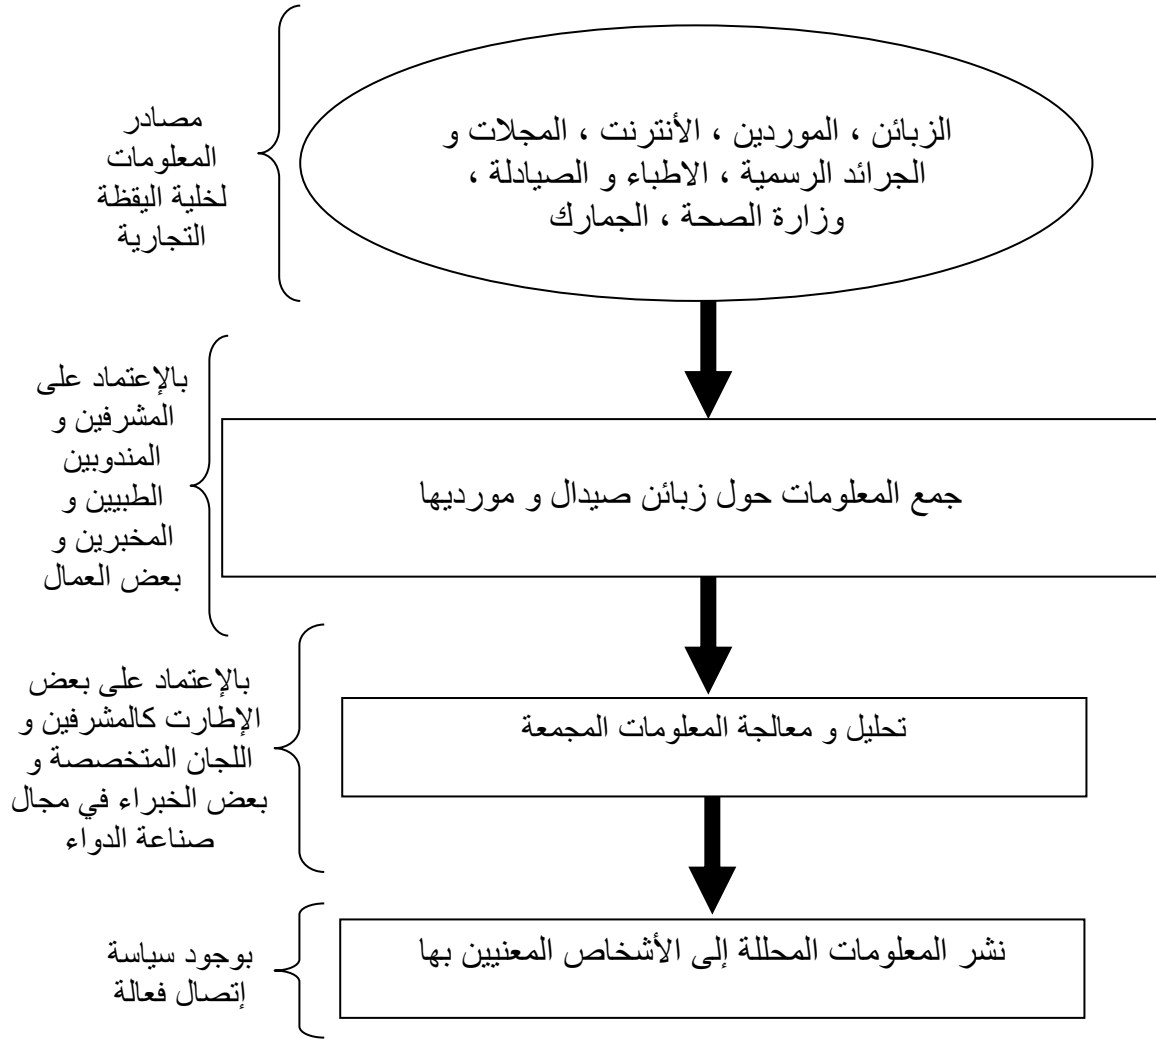 الزبائن ، الموردين ، الأنترنت ، المجلات و
الجرائد الرسمية ، الاطباء و الصيادلة ،
وزارة الصحة ، الجمارك
مصادر
المعلومات
لخلية اليقظة
التجارية
جمع المعلومات حول زبائن صيدال و مورديها
بالإعتماد على
المشرفين و
المندوبين
الطبيين و
المخبرين و
بعض العمال
تحليل و معالجة المعلومات المجمعة
بالإعتماد على بعض
الإطارت كالمشرفين و
اللجان المتخصصة و
بعض الخبراء في مجال
صناعة الدواء
نشر المعلومات المحللة إلى الأشخاص المعنيين بها
بوجود سياسة
إتصال فعالة